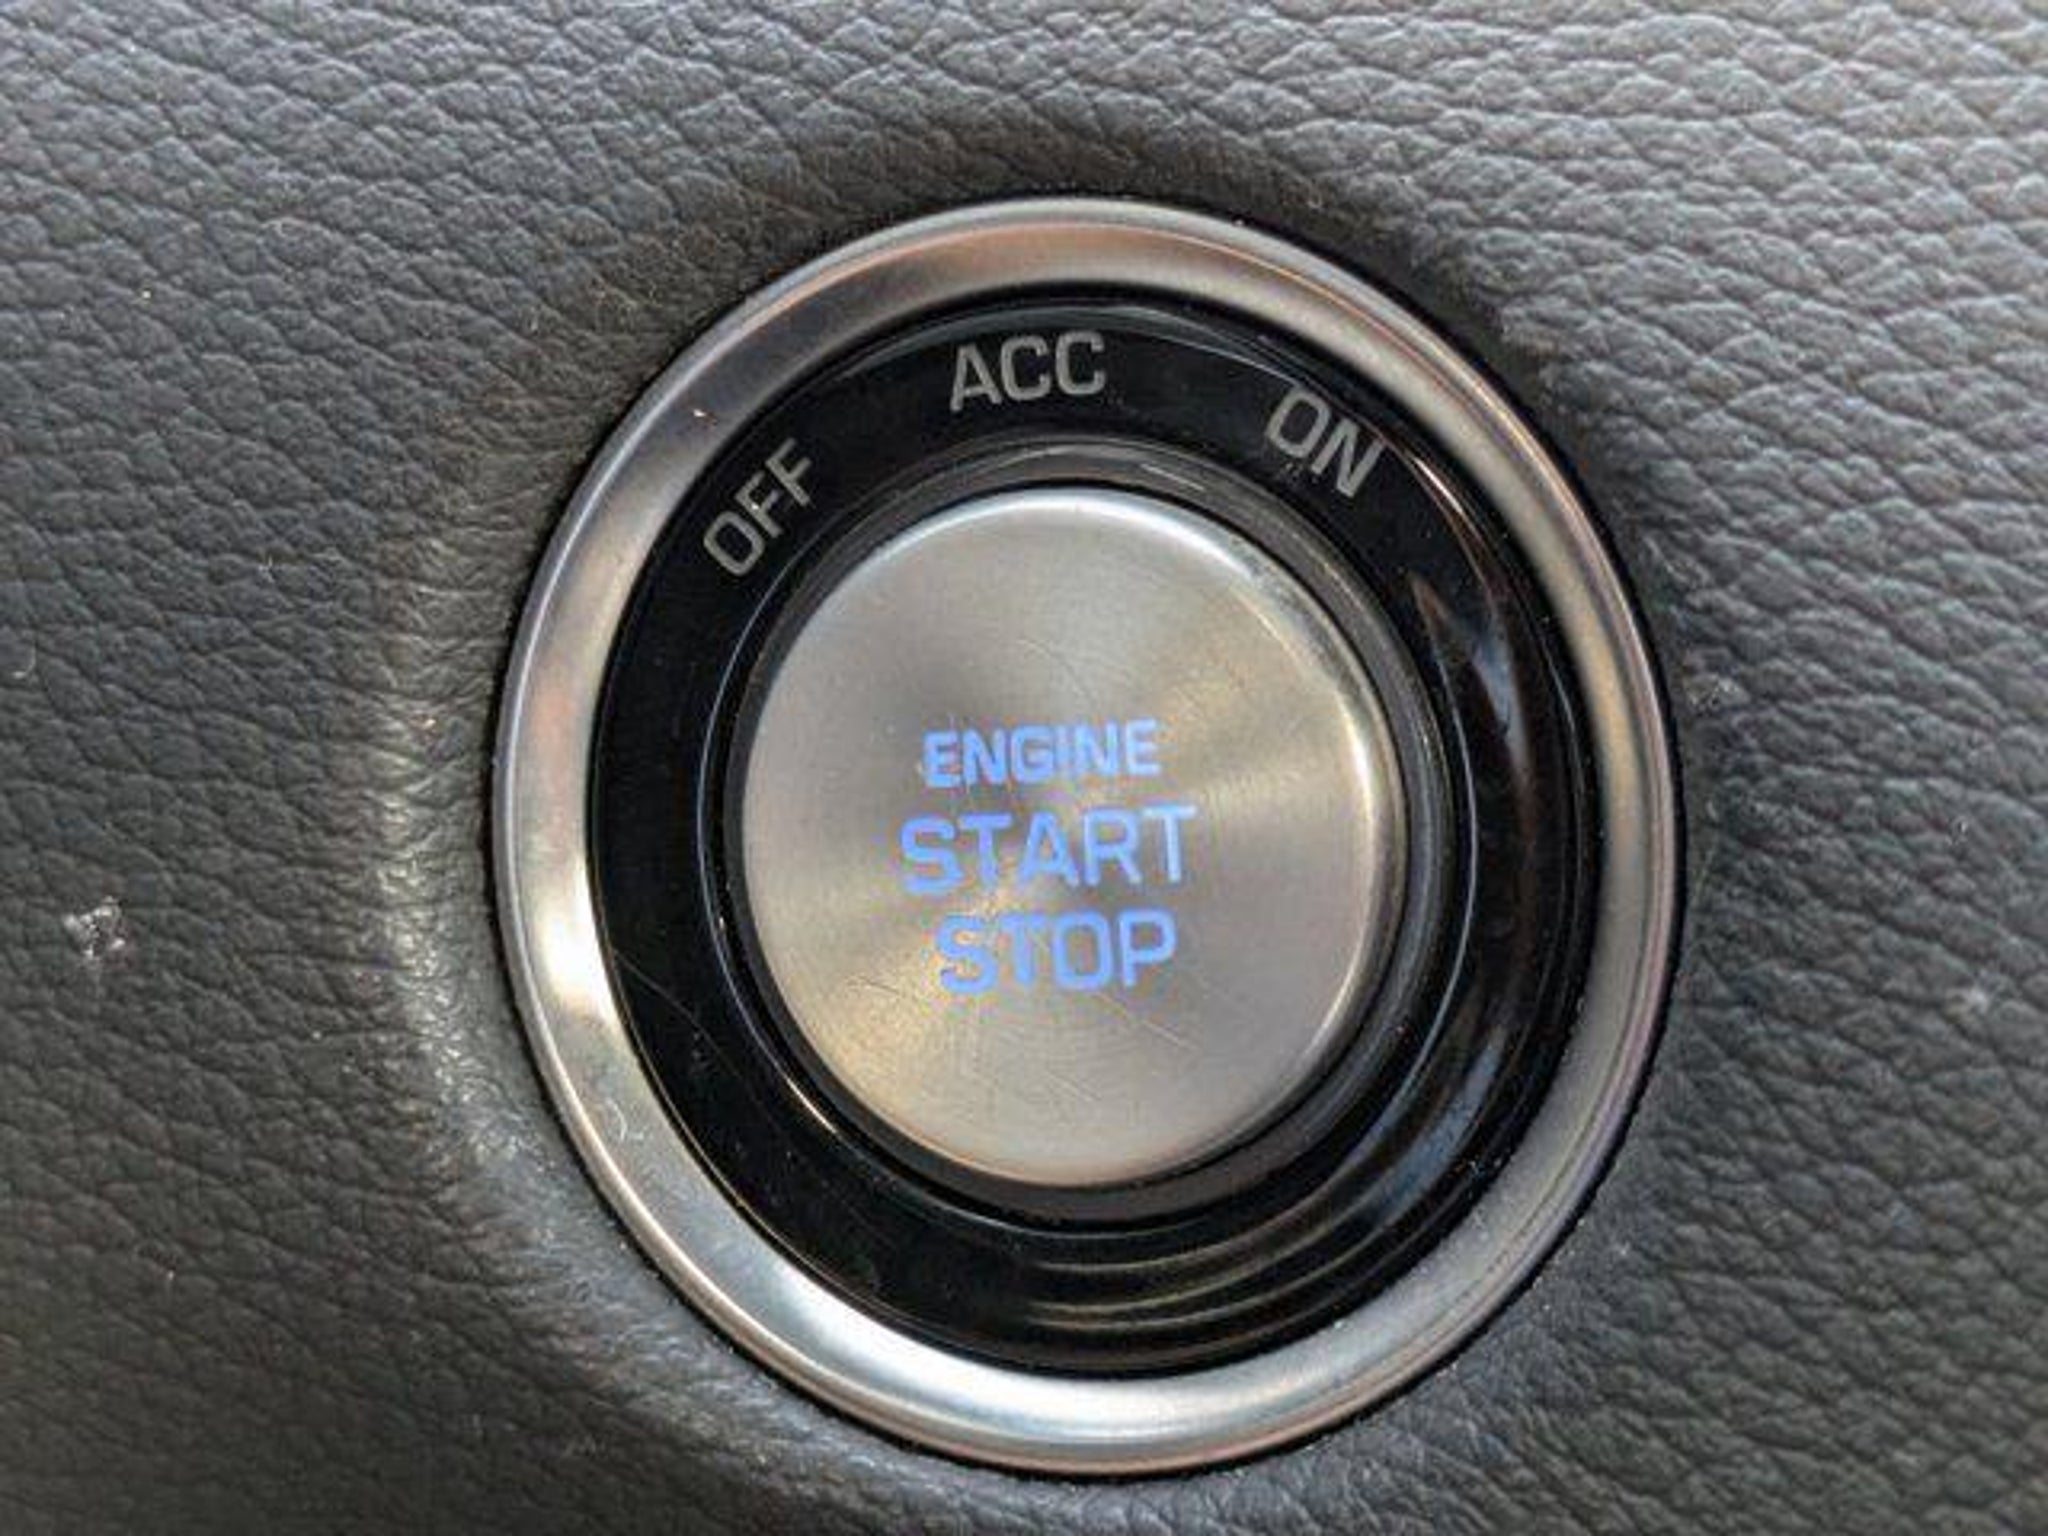 OFF ACC ON
ENGINE
START
STOP